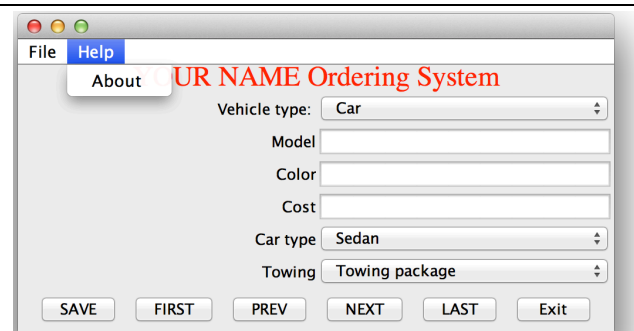 File Help
About
OUR NAME Ordering System
Vehicle type: Car
Model
Color
Cost
Car type Sedan
Towing Towing package
SAVE FIRST PREV NEXT LAST Exit